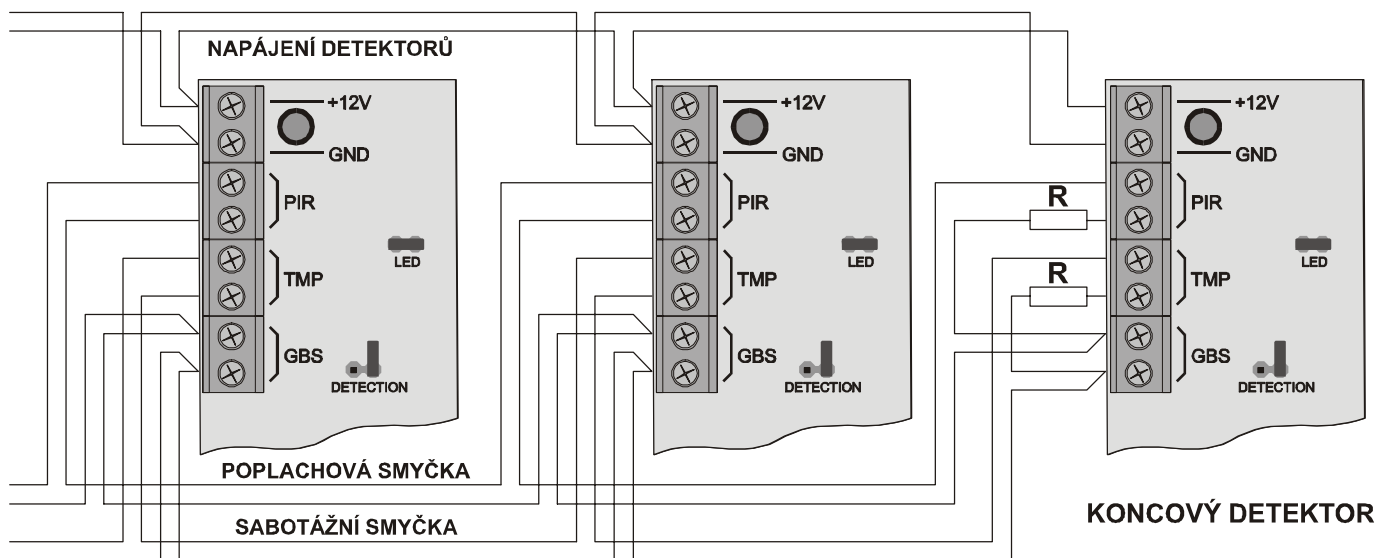 NAPÁJENÍ DETEKTORŮ
+12V
GND
PIR
LED
TMP
GBS
DETECTION
+12V
GND
PIR
LED
TMP
GBS
DETECTION
+12V
GND
R
PIR
LED
R
TMP
GBS
DETECTION
POPLACHOVÁ SMYČKA
SABOTÁŽNÍ SMYČKA
KONCOVÝ DETEKTOR